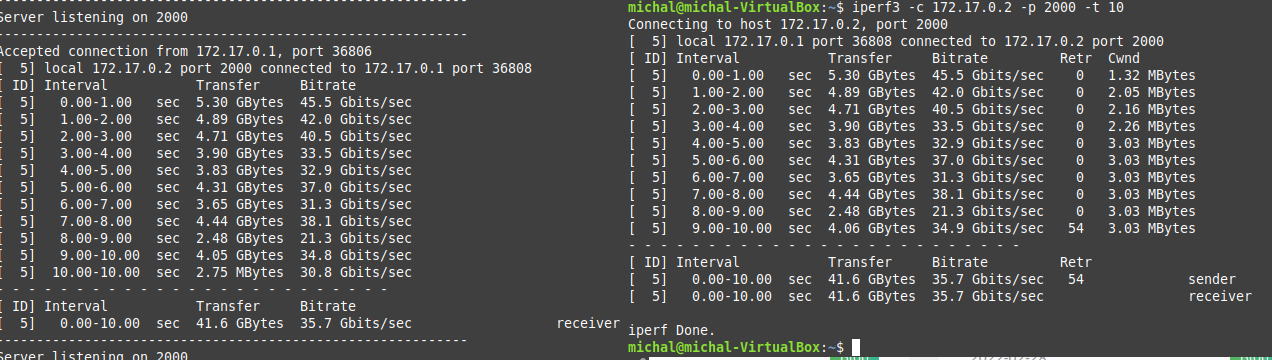 Server listening on 2000
-----------------------------------------------------------
Accepted connection from 172.17.0.1, port 36806
[  5] local 172.17.0.2 port 2000 connected to 172.17.0.1 port 36808
[ ID] Interval           Transfer     Bitrate
[  5]   0.00-1.00   sec  5.30 GBytes  45.5 Gbits/sec
[  5]   1.00-2.00   sec  4.89 GBytes  42.0 Gbits/sec
[  5]   2.00-3.00   sec  4.71 GBytes  40.5 Gbits/sec
[  5]   3.00-4.00   sec  3.90 GBytes  33.5 Gbits/sec
[  5]   4.00-5.00   sec  3.83 GBytes  32.9 Gbits/sec
[  5]   5.00-6.00   sec  4.31 GBytes  37.0 Gbits/sec
[  5]   6.00-7.00   sec  3.65 GBytes  31.3 Gbits/sec
[  5]   7.00-8.00   sec  4.44 GBytes  38.1 Gbits/sec
[  5]   8.00-9.00   sec  2.48 GBytes  21.3 Gbits/sec
[  5]   9.00-10.00  sec  4.05 GBytes  34.8 Gbits/sec
[  5]  10.00-10.00  sec  2.75 MBytes  30.8 Gbits/sec
- - - - - - - - - - - - - - - - - - - - - - - - -
[ ID] Interval           Transfer     Bitrate
[  5]   0.00-10.00  sec  41.6 GBytes  35.7 Gbits/sec                  receiver
-----------------------------------------------------------
Server listening on 2000
michal@michal-VirtualBox:~$ iperf3 -c 172.17.0.2 -p 2000 -t 10
Connecting to host 172.17.0.2, port 2000
[  5] local 172.17.0.1 port 36808 connected to 172.17.0.2 port 2000
[ ID] Interval           Transfer     Bitrate         Retr  Cwnd
[  5]   0.00-1.00   sec  5.30 GBytes  45.5 Gbits/sec    0   1.32 MBytes
[  5]   1.00-2.00   sec  4.89 GBytes  42.0 Gbits/sec    0   2.05 MBytes
[  5]   2.00-3.00   sec  4.71 GBytes  40.5 Gbits/sec    0   2.16 MBytes
[  5]   3.00-4.00   sec  3.90 GBytes  33.5 Gbits/sec    0   2.26 MBytes
[  5]   4.00-5.00   sec  3.83 GBytes  32.9 Gbits/sec    0   3.03 MBytes
[  5]   5.00-6.00   sec  4.31 GBytes  37.0 Gbits/sec    0   3.03 MBytes
[  5]   6.00-7.00   sec  3.65 GBytes  31.3 Gbits/sec    0   3.03 MBytes
[  5]   7.00-8.00   sec  4.44 GBytes  38.1 Gbits/sec    0   3.03 MBytes
[  5]   8.00-9.00   sec  2.48 GBytes  21.3 Gbits/sec    0   3.03 MBytes
[  5]   9.00-10.00  sec  4.06 GBytes  34.9 Gbits/sec   54   3.03 MBytes
- - - - - - - - - - - - - - - - - - - - - - - - -
[ ID] Interval           Transfer     Bitrate         Retr
[  5]   0.00-10.00  sec  41.6 GBytes  35.7 Gbits/sec   54             sender
[  5]   0.00-10.00  sec  41.6 GBytes  35.7 Gbits/sec                  receiver
iperf Done.
michal@michal-VirtualBox:~$